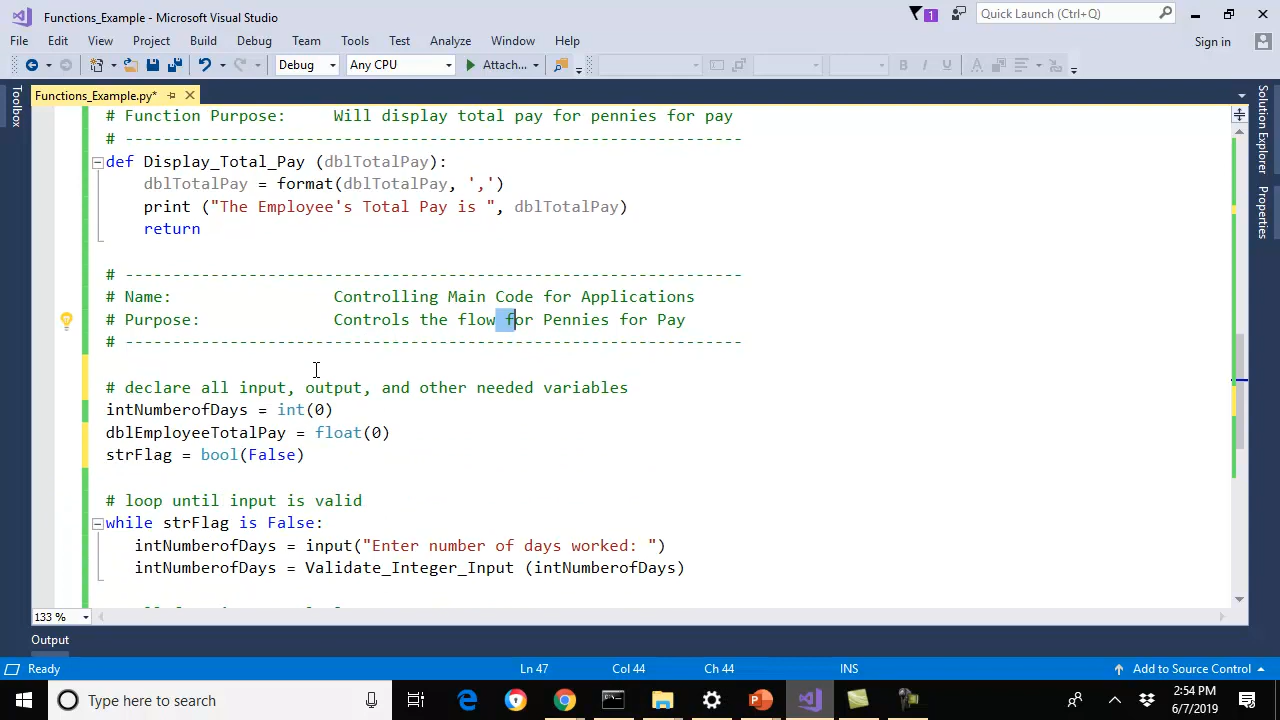 Functions_Example - Microsoft Visual Studio
1
Quick Launch (Ctrl+Q)
File Edit View Project Build Debug Team Tools Test Analyze Window Help
Sign in
Debug
Any CPU
Attach...
B I U A
Functions_Example.py*
Toolbox
Solution Explorer
Properties
# Function Purpose: Will display total pay for pennies for pay
# -----------------------------------------------------------------
def Display_Total_Pay (dblTotalPay):
dblTotalPay = format(dblTotalPay, ',')
print ("The Employee's Total Pay is ", dblTotalPay)
return
# -----------------------------------------------------------------
# Name: Controlling Main Code for Applications
# Purpose: Controls the flow for Pennies for Pay
# -----------------------------------------------------------------
# declare all input, output, and other needed variables
intNumberofDays = int(0)
dblEmployeeTotalPay = float(0)
strFlag = bool(False)
# loop until input is valid
while strFlag is False:
intNumberofDays = input("Enter number of days worked: ")
intNumberofDays = Validate_Integer_Input (intNumberofDays)
133 %
Output
Ready
Ln 47
Col 44
Ch 44
INS
Add to Source Control
Type here to search
2:54 PM
6/7/2019